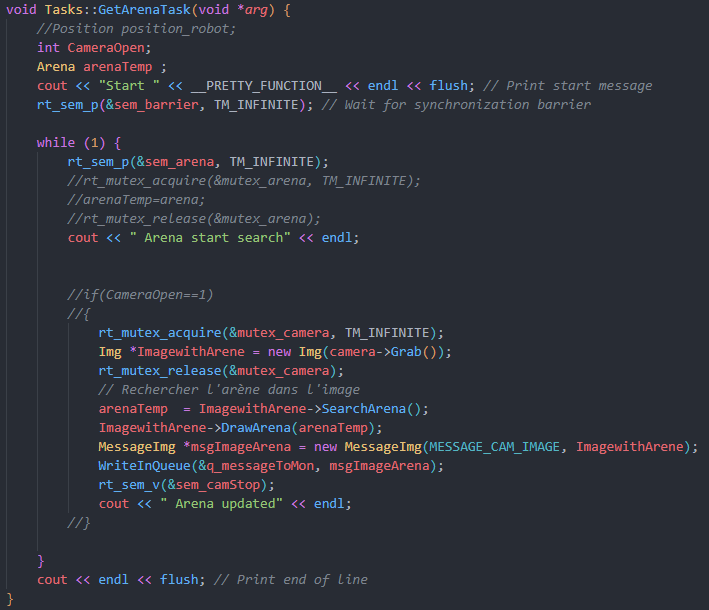 void Tasks::GetArenaTask(void *arg) {
//Position position_robot;
int CameraOpen;
Arena arenaTemp ;
cout << "Start " << __PRETTY_FUNCTION__ << endl << flush; // Print start message
rt_sem_p(&sem_barrier, TM_INFINITE); // Wait for synchronization barrier
while (1) {
rt_sem_p(&sem_arena, TM_INFINITE);
//rt_mutex_acquire(&mutex_arena, TM_INFINITE);
//arenaTemp=arena;
//rt_mutex_release(&mutex_arena);
cout << " Arena start search" << endl;
//if(CameraOpen==1)
//{
rt_mutex_acquire(&mutex_camera, TM_INFINITE);
Img *ImagewithArene = new Img(camera->Grab());
rt_mutex_release(&mutex_camera);
// Rechercher l'arène dans l'image
arenaTemp  = ImagewithArene->SearchArena();
ImagewithArene->DrawArena(arenaTemp);
MessageImg *msgImageArena = new MessageImg(MESSAGE_CAM_IMAGE, ImagewithArene);
WriteInQueue(&q_messageToMon, msgImageArena);
rt_sem_v(&sem_camStop);
cout << " Arena updated" << endl;
//}
}
cout << endl << flush; // Print end of line
}